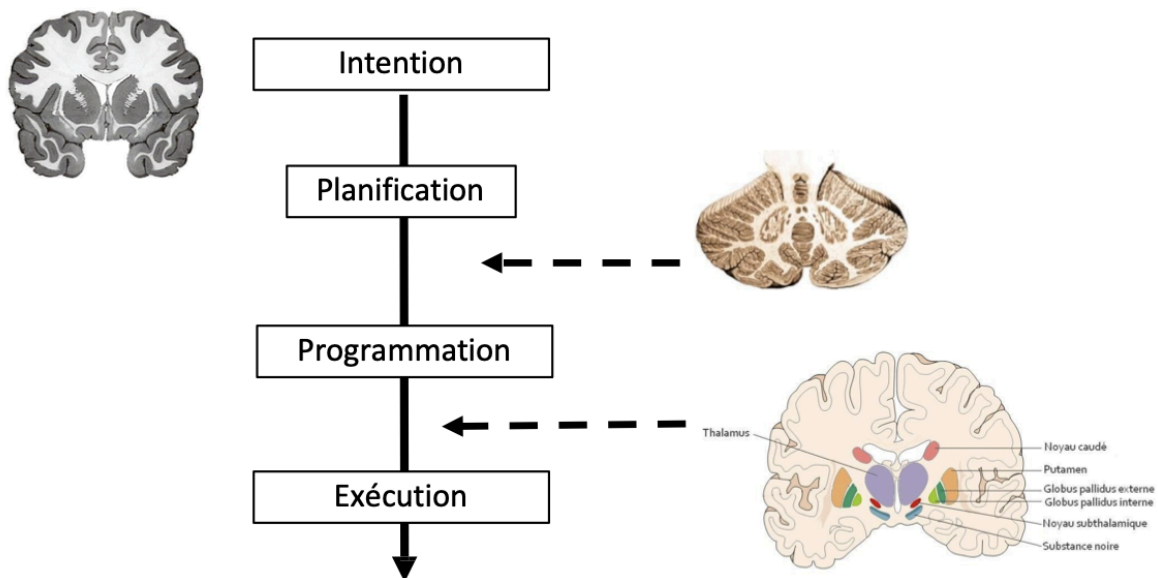 Intention
Planification
Programmation
Exécution
Thalamus
Noyau caudé
Putamen
Globus pallidus externe
Globus pallidus interne
Noyau subthalamique
Substance noire